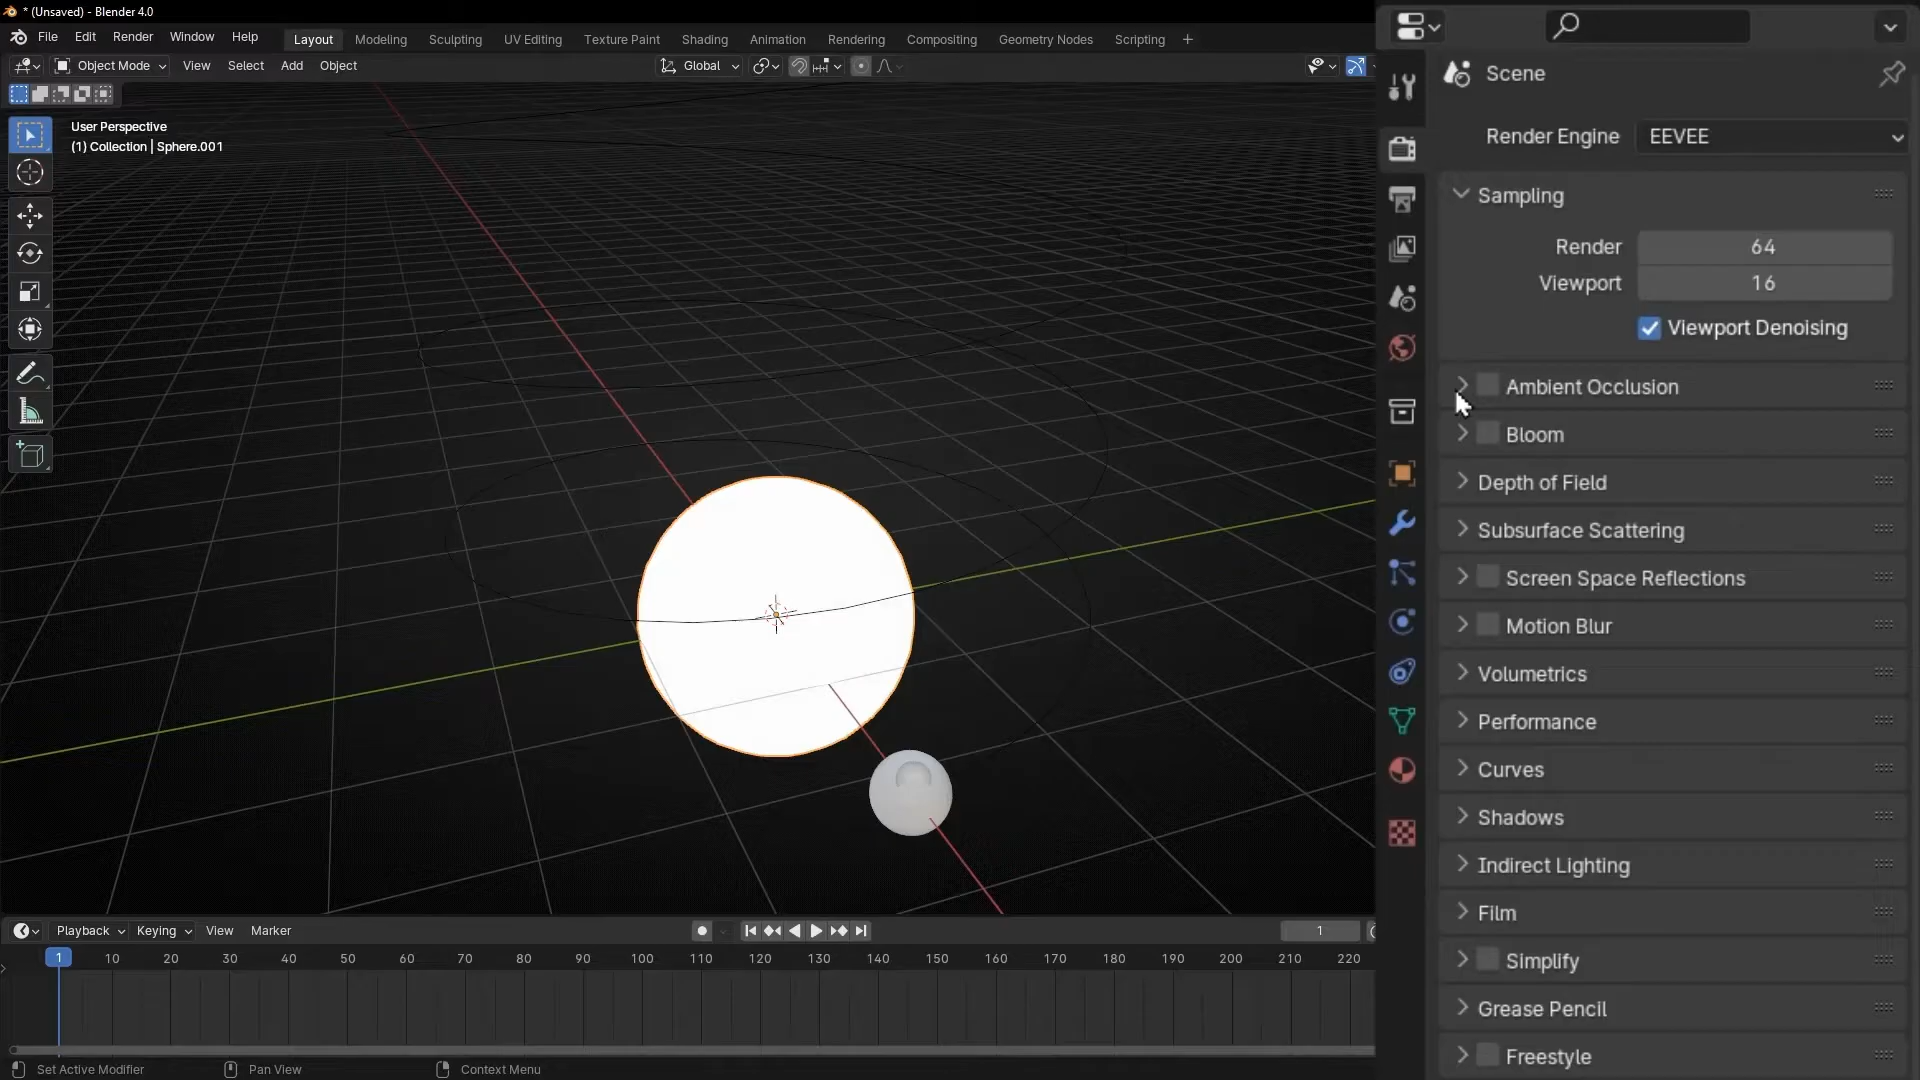 * (Unsaved) - Blender 4.0
File Edit Render Window Help Layout Modeling Sculpting UV Editing Texture Paint Shading Animation Rendering Compositing Geometry Nodes Scripting +
Object Mode View Select Add Object Global
User Perspective
(1) Collection | Sphere.001
Scene
Render Engine EEVEE
Sampling
Render 64
Viewport 16
Viewport Denoising
Ambient Occlusion
Bloom
Depth of Field
Subsurface Scattering
Screen Space Reflections
Motion Blur
Volumetrics
Performance
Curves
Shadows
Indirect Lighting
Film
Simplify
Grease Pencil
Freestyle
Playback Keying View Marker 1
1 10 20 30 40 50 60 70 80 90 100 110 120 130 140 150 160 170 180 190 200 210 220
Set Active Modifier Pan View Context Menu